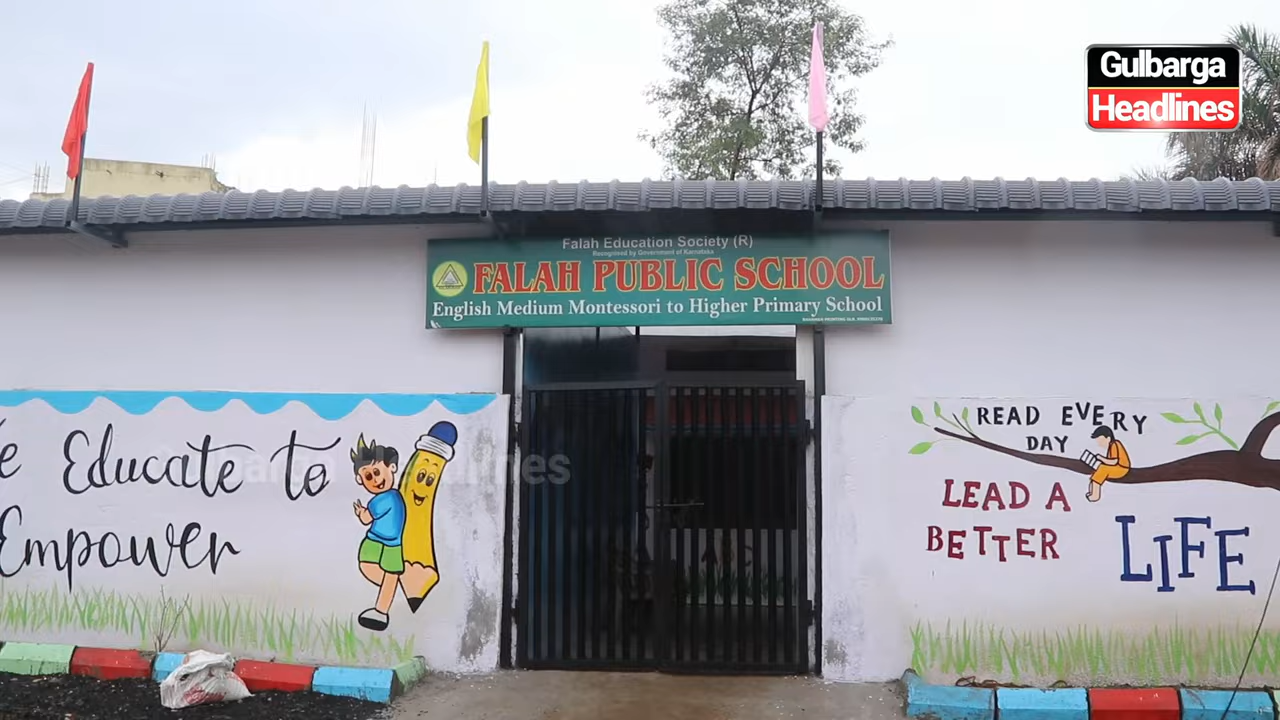 Gulbarga
Headlines
Falah Education Society (R)
Recognised by Government of Karnataka
FALAH PUBLIC SCHOOL
English Medium Montessori to Higher Primary School
Educate to
Empower
READ EVERY
DAY
LEAD A
BETTER
LIFE
Headlines